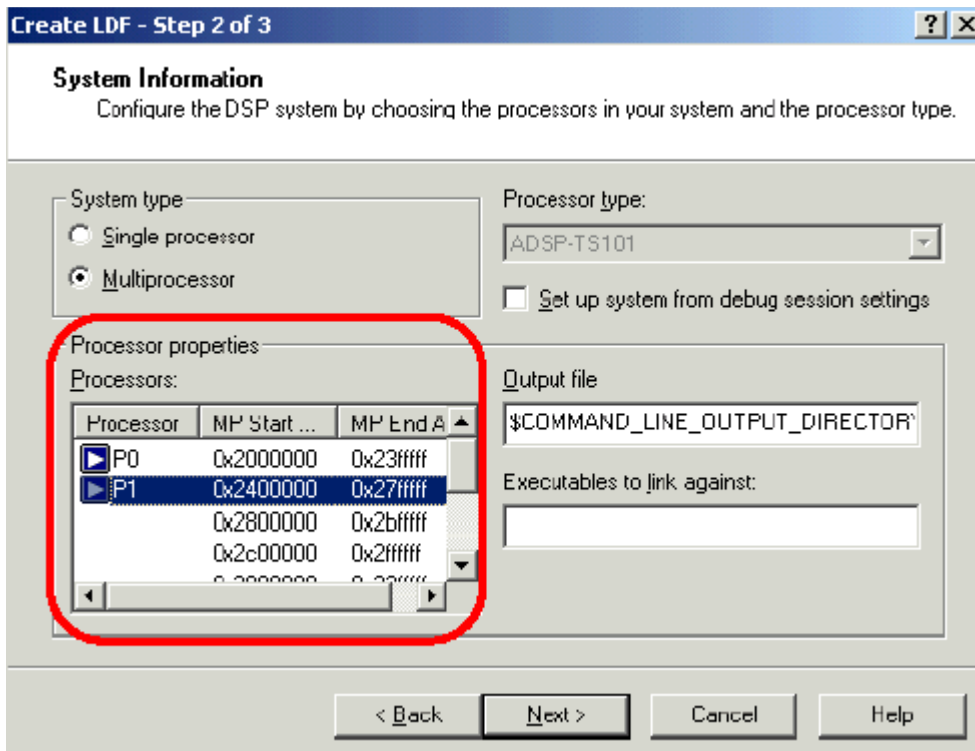 Create LDF - Step 2 of 3
System Information
Configure the DSP system by choosing the processors in your system and the processor type.
System type
Single processor
Multiprocessor
Processor type:
ADSP-TS101
Set up system from debug session settings
Processor properties
Processors:
Processor MP Start ... MP End A
P0 0x2000000 0x23fffff
P1 0x2400000 0x27fffff
0x2800000 0x2bfffff
0x2c00000 0x2ffffff
Output file
$COMMAND_LINE_OUTPUT_DIRECTORY
Executables to link against:
< Back
Next >
Cancel
Help